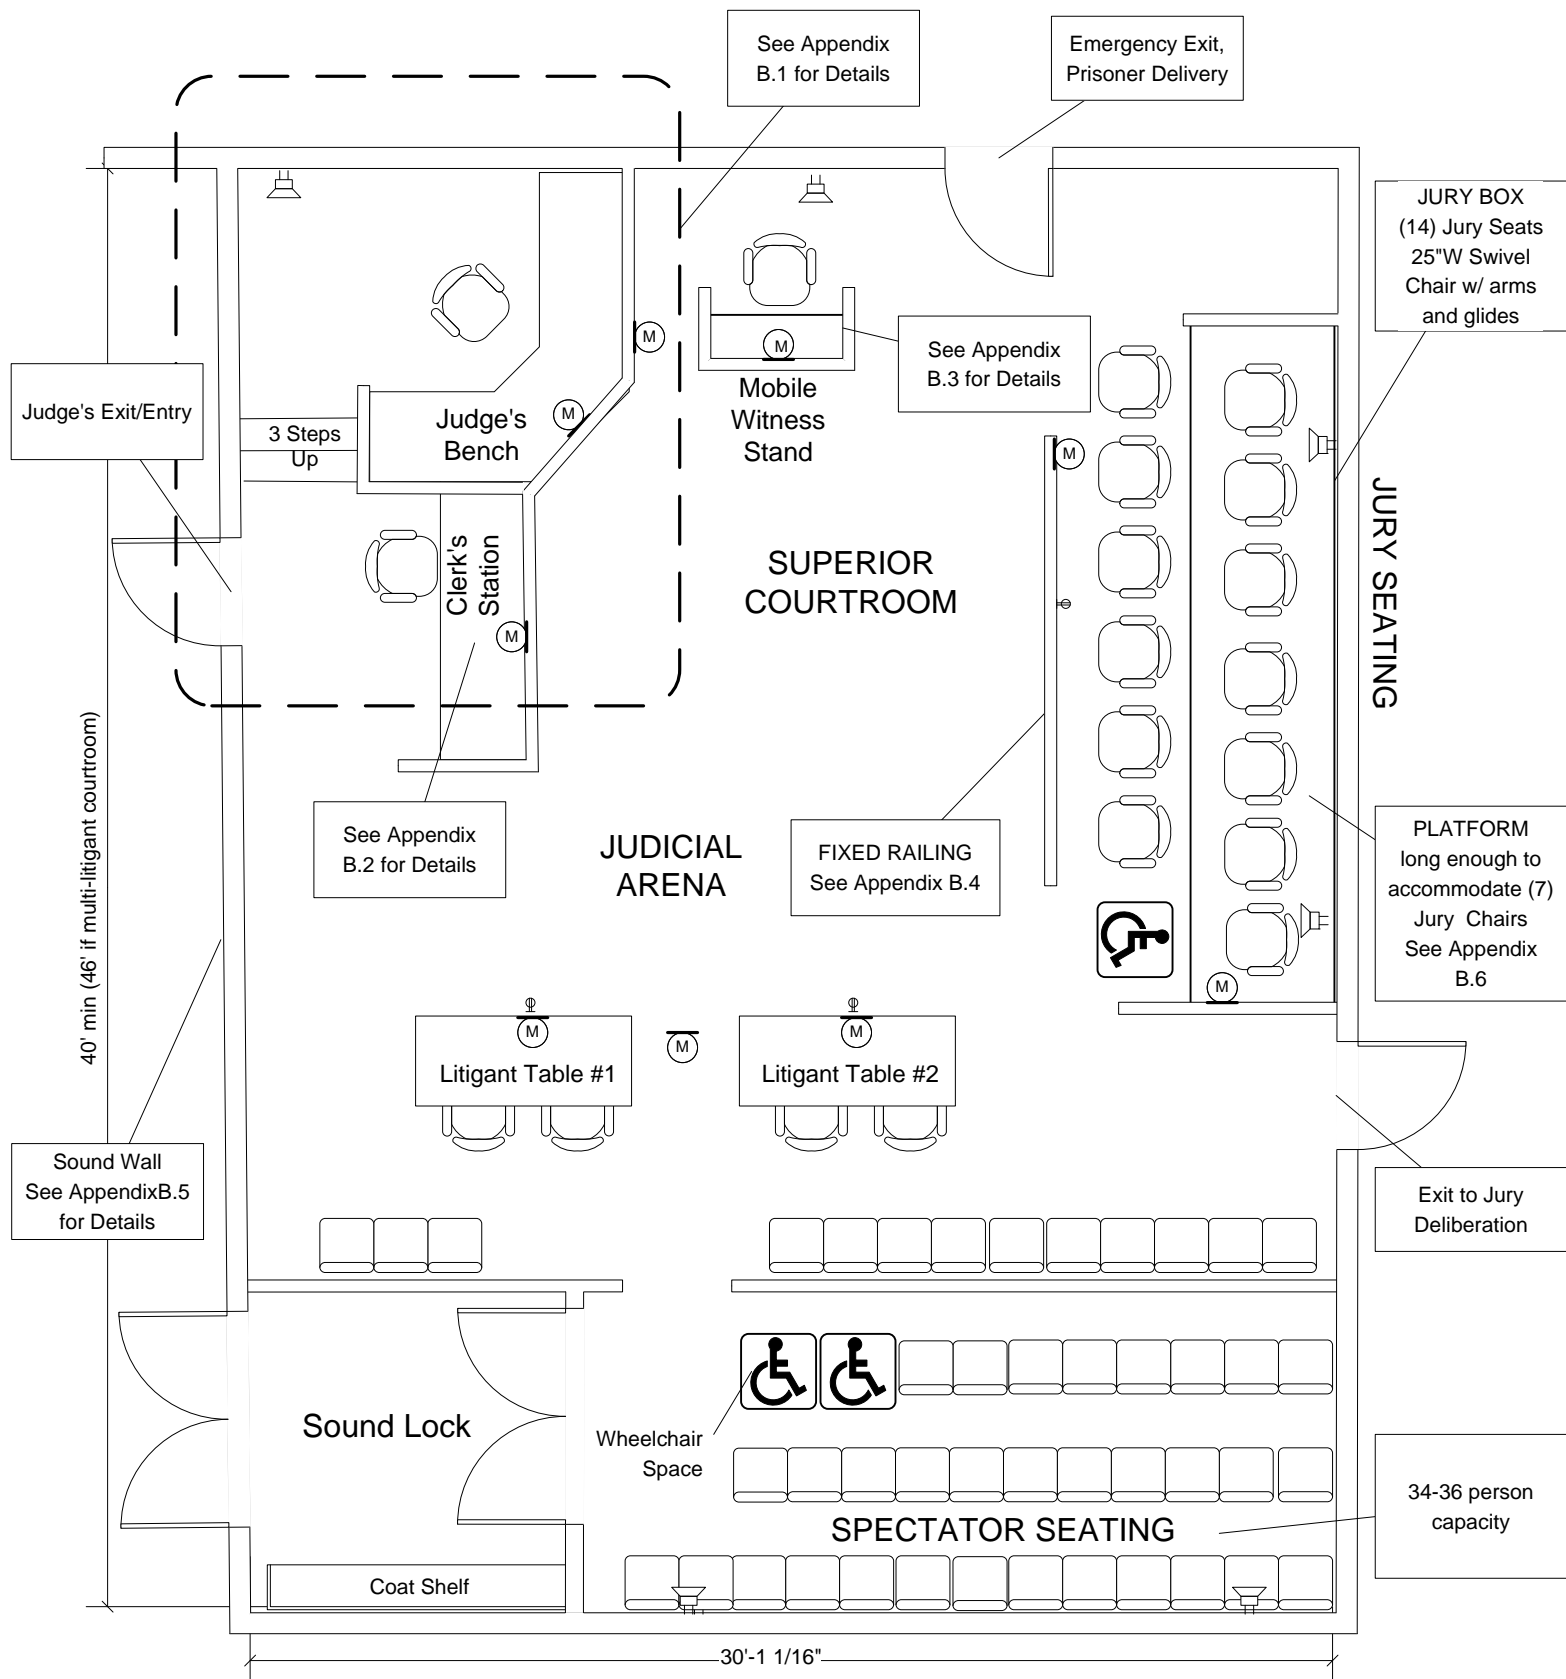 See Appendix
B.1 for Details
Emergency Exit,
Prisoner Delivery
JURY BOX
(14) Jury Seats
25"W Swivel
Chair w/ arms
and glides
Judge's Exit/Entry
3 Steps
Up
Judge's
Bench
M
M
M
Mobile
Witness
Stand
See Appendix
B.3 for Details
M
JURY SEATING
Clerk's
Station
M
SUPERIOR
COURTROOM
40' min (46' if multi-litigant courtroom)
See Appendix
B.2 for Details
JUDICIAL
ARENA
FIXED RAILING
See Appendix B.4
PLATFORM
long enough to
accommodate (7)
Jury Chairs
See Appendix
B.6
M
M
M
M
Litigant Table #1
Litigant Table #2
Sound Wall
See AppendixB.5
for Details
Exit to Jury
Deliberation
Sound Lock
Wheelchair
Space
SPECTATOR SEATING
34-36 person
capacity
Coat Shelf
30'-1 1/16"